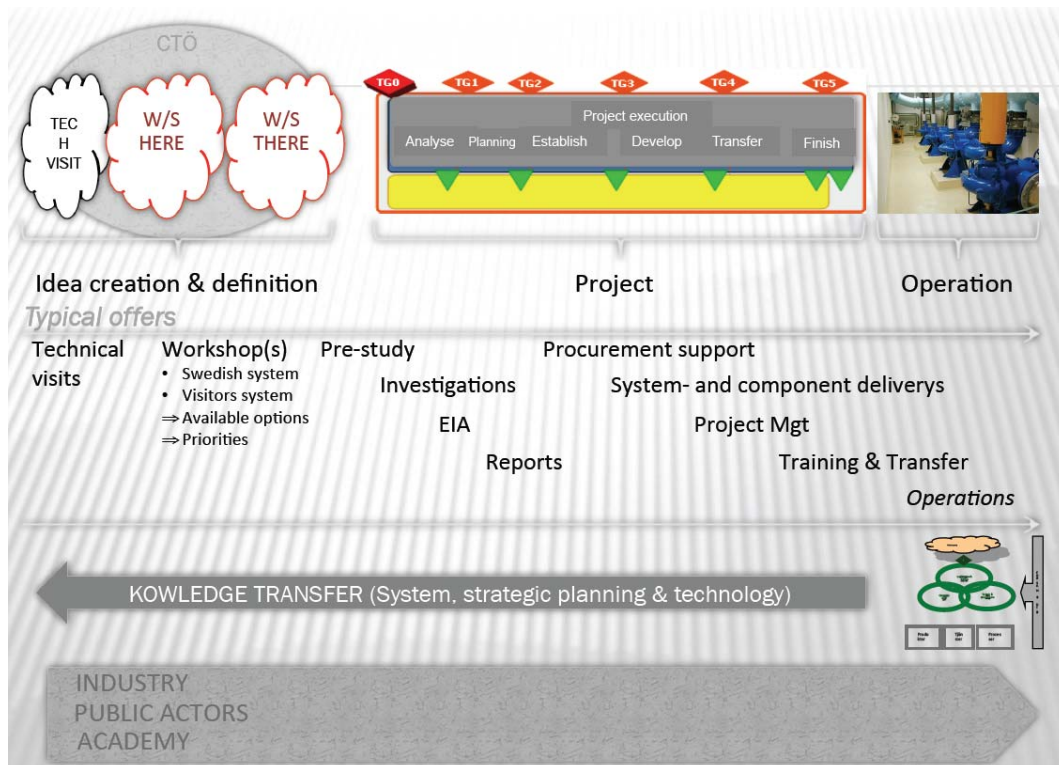 CTÖ
TEC
H
VISIT
W/S
HERE
W/S
THERE
TG0 TG1 TG2 TG3 TG4 TG5
Project execution
Analyse Planning Establish Develop Transfer Finish
Idea creation & definition Project Operation
Typical offers
Technical
visits
Workshop(s)
• Swedish system
• Visitors system
⇒ Available options
⇒ Priorities
Pre-study
Investigations
EIA
Reports
Procurement support
System- and component deliverys
Project Mgt
Training & Transfer
Operations
KOWLEDGE TRANSFER (System, strategic planning & technology)
INDUSTRY
PUBLIC ACTORS
ACADEMY